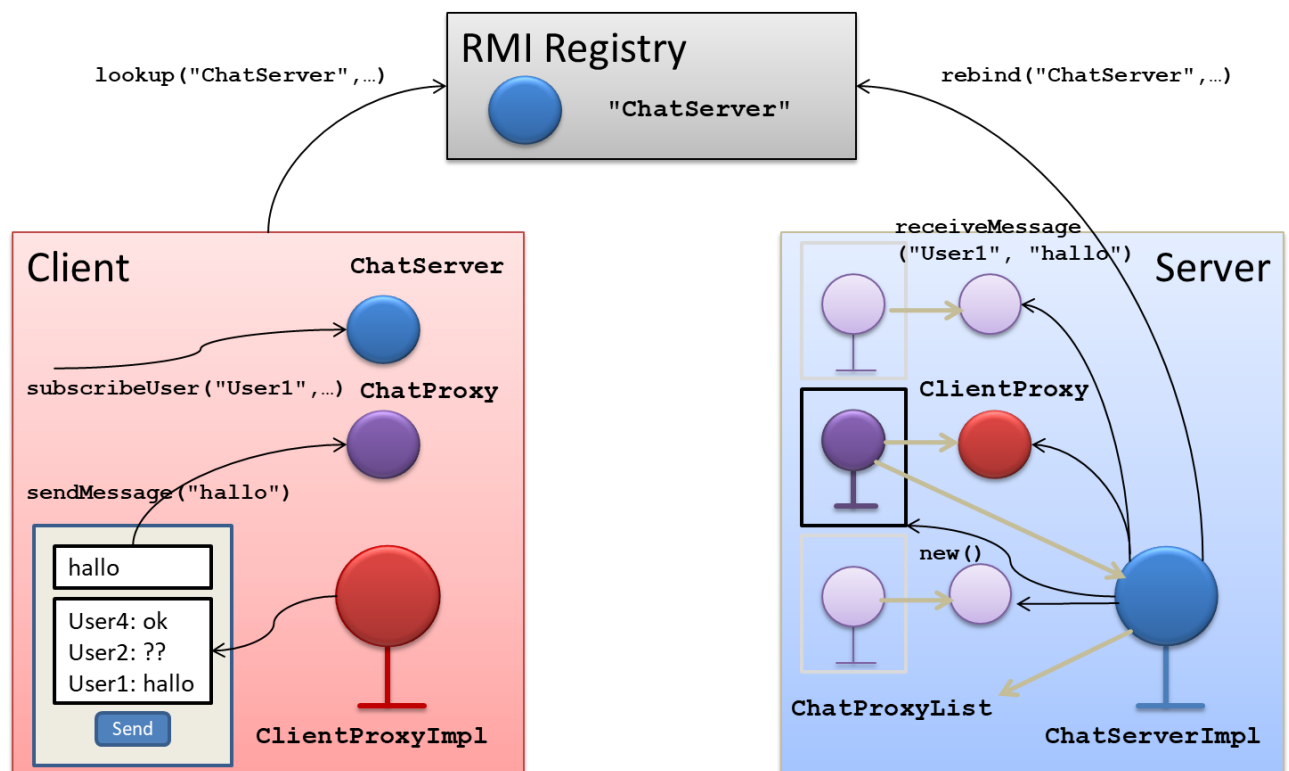 RMI Registry
"ChatServer"
lookup("ChatServer",…)
rebind("ChatServer",…)
Client
ChatServer
subscribeUser("User1",…)
ChatProxy
sendMessage("hallo")
hallo
User4: ok
User2: ??
User1: hallo
Send
ClientProxyImpl
receiveMessage
("User1", "hallo")
Server
ClientProxy
new()
ChatProxyList
ChatServerImpl